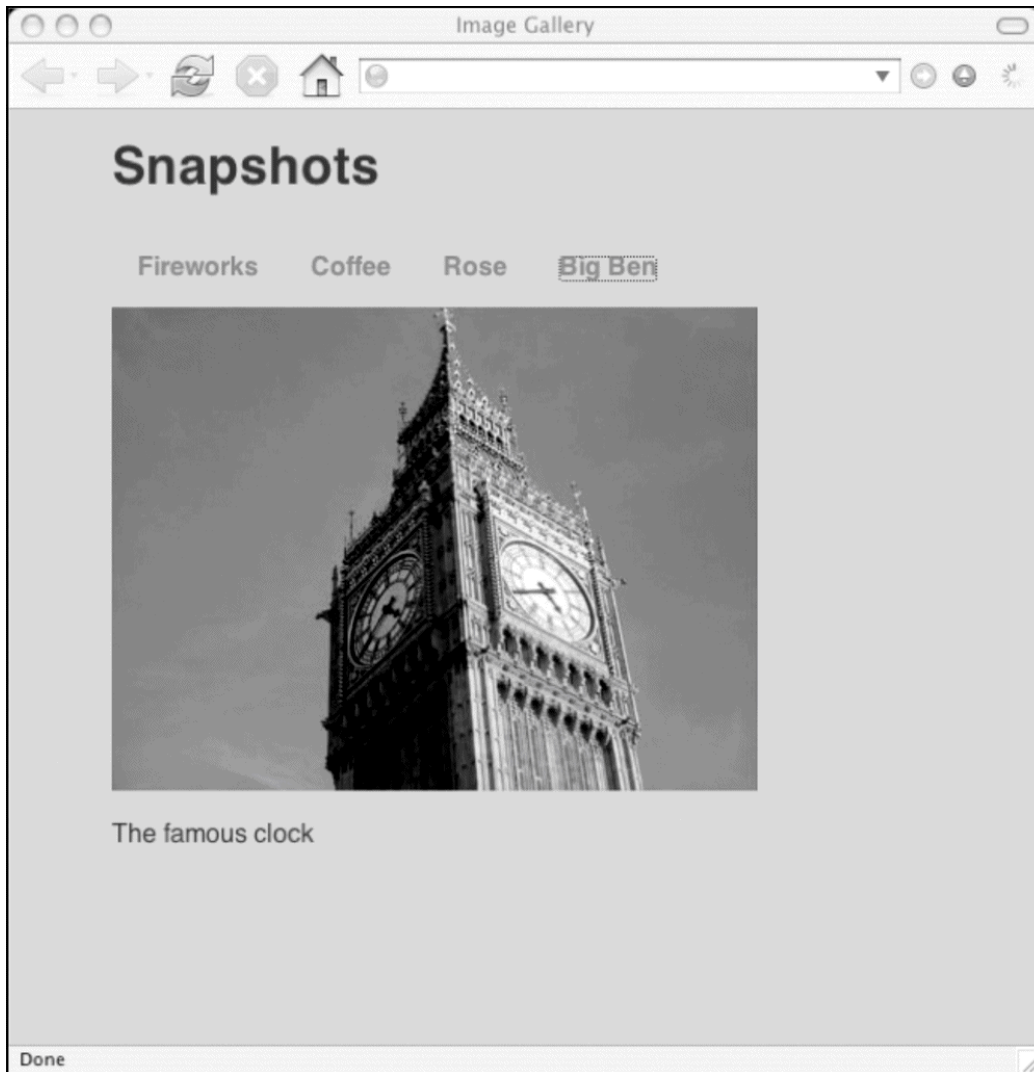 Image Gallery
Snapshots
Fireworks Coffee Rose Big Ben
The famous clock
Done